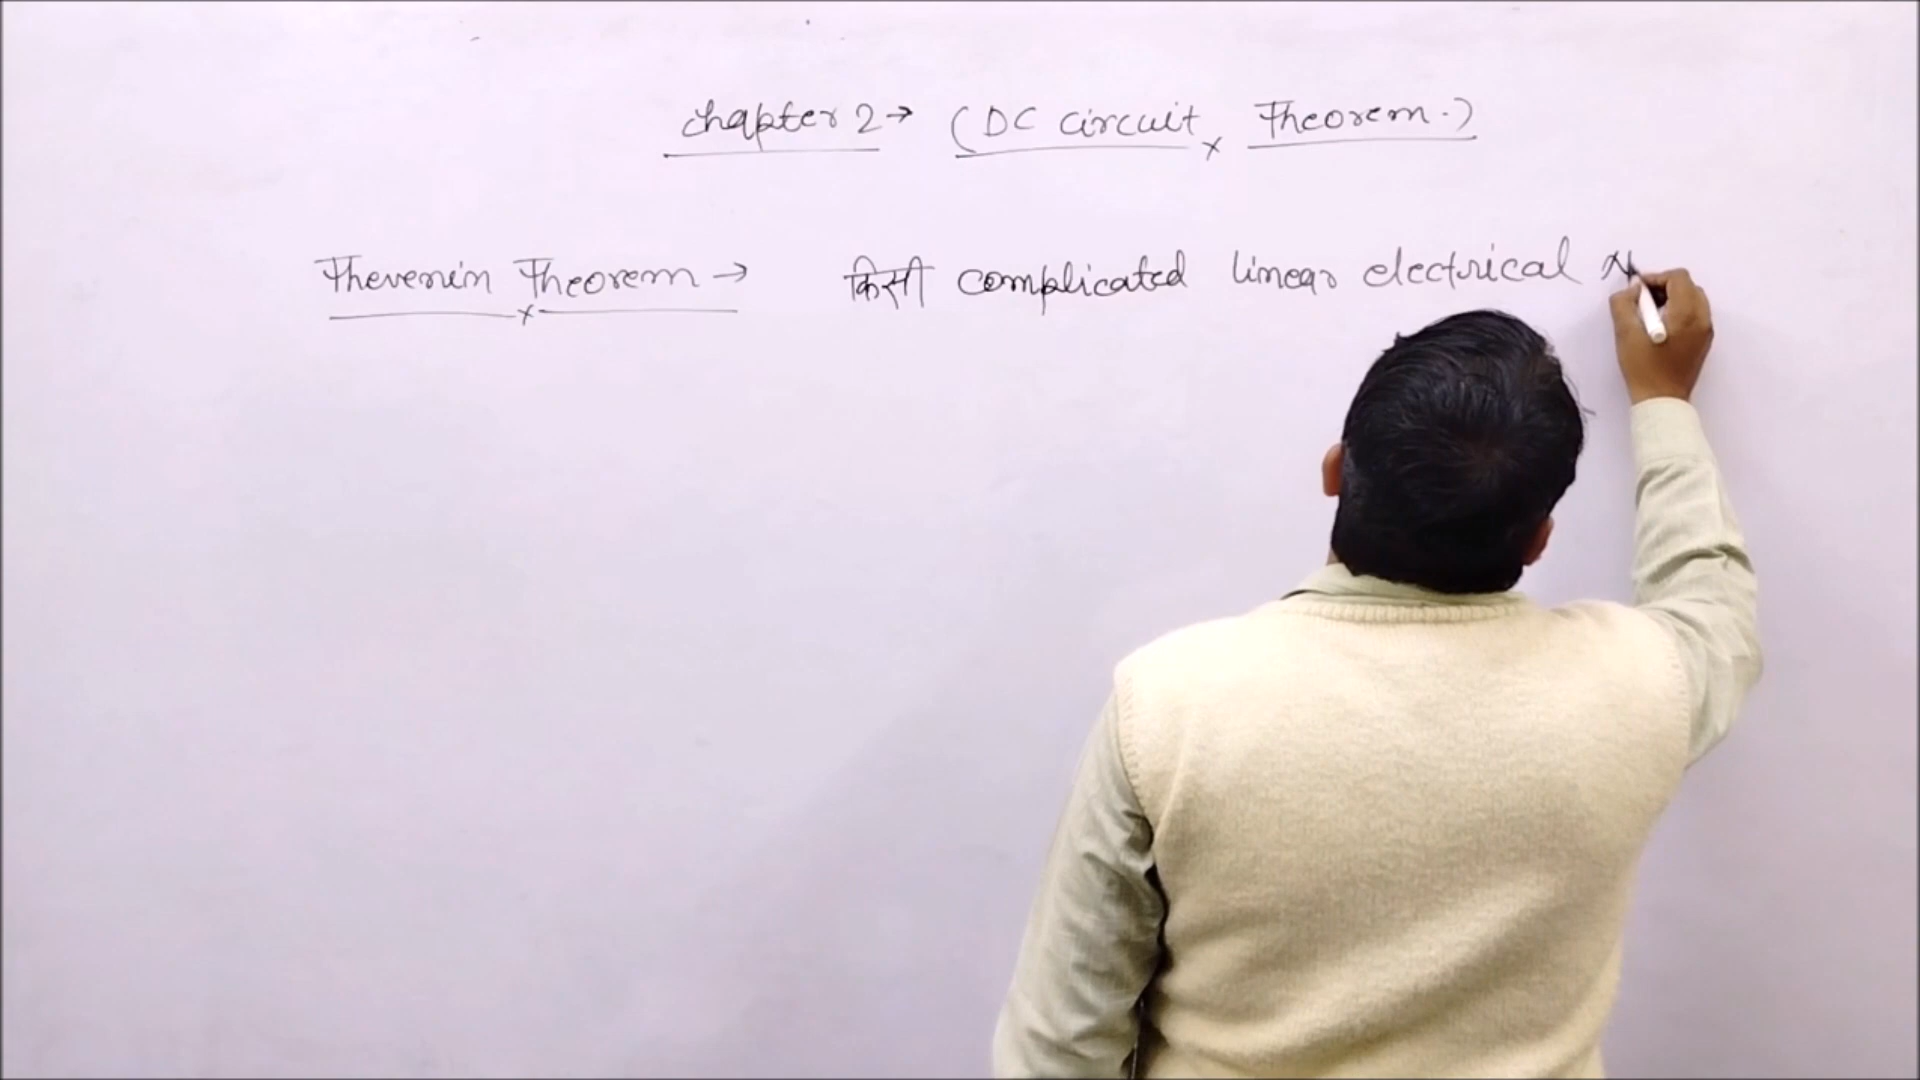 chapter 2 → (DC circuit Theorem.)
Thevenin Theorem → किसी complicated linear electrical N